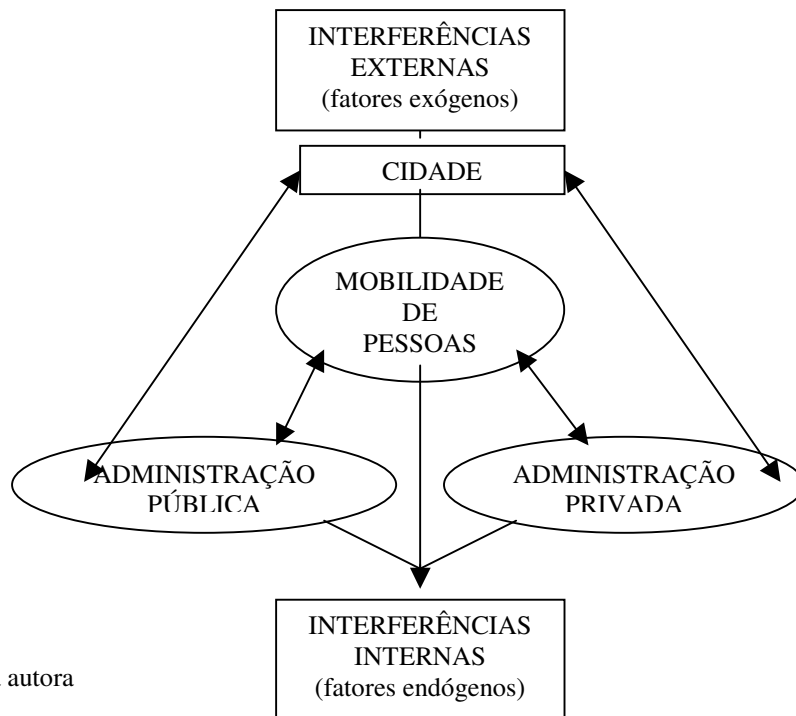 INTERFERÊNCIAS
EXTERNAS
(fatores exógenos)
CIDADE
MOBILIDADE
DE
PESSOAS
ADMINISTRAÇÃO
PÚBLICA
ADMINISTRAÇÃO
PRIVADA
INTERFERÊNCIAS
INTERNAS
(fatores endógenos)
autora